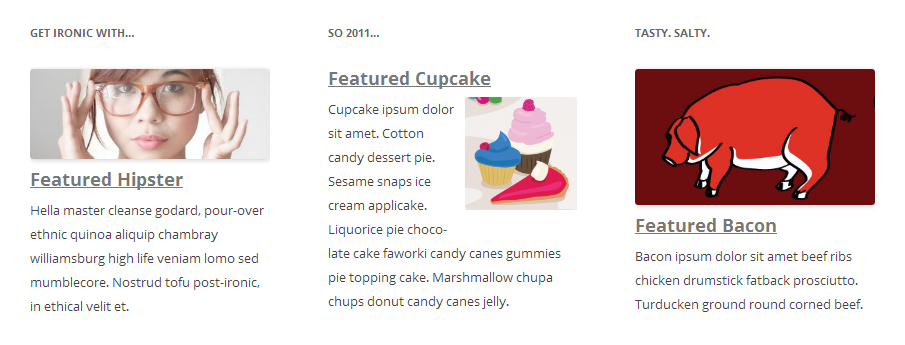 GET IRONIC WITH...
Featured Hipster
Hella master cleanse godard, pour-over
ethnic quinoa aliquip chambray
williamsburg high life veniam lomo sed
mumblecore. Nostrud tofu post-ironic,
in ethical velit et.
SO 2011...
Featured Cupcake
Cupcake ipsum dolor
sit amet. Cotton
candy dessert pie.
Sesame snaps ice
cream applicake.
Liquorice pie choco-
late cake faworki candy canes gummies
pie topping cake. Marshmallow chupa
chups donut candy canes jelly.
TASTY. SALTY.
Featured Bacon
Bacon ipsum dolor sit amet beef ribs
chicken drumstick fatback prosciutto.
Turducken ground round corned beef.